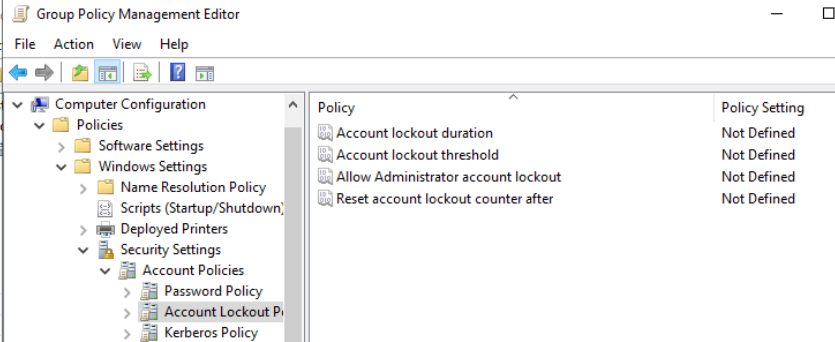 Group Policy Management Editor
File Action View Help
Computer Configuration
Policies
Software Settings
Windows Settings
Name Resolution Policy
Scripts (Startup/Shutdown)
Deployed Printers
Security Settings
Account Policies
Password Policy
Account Lockout P
Kerberos Policy
Policy Policy Setting
Account lockout duration Not Defined
Account lockout threshold Not Defined
Allow Administrator account lockout Not Defined
Reset account lockout counter after Not Defined